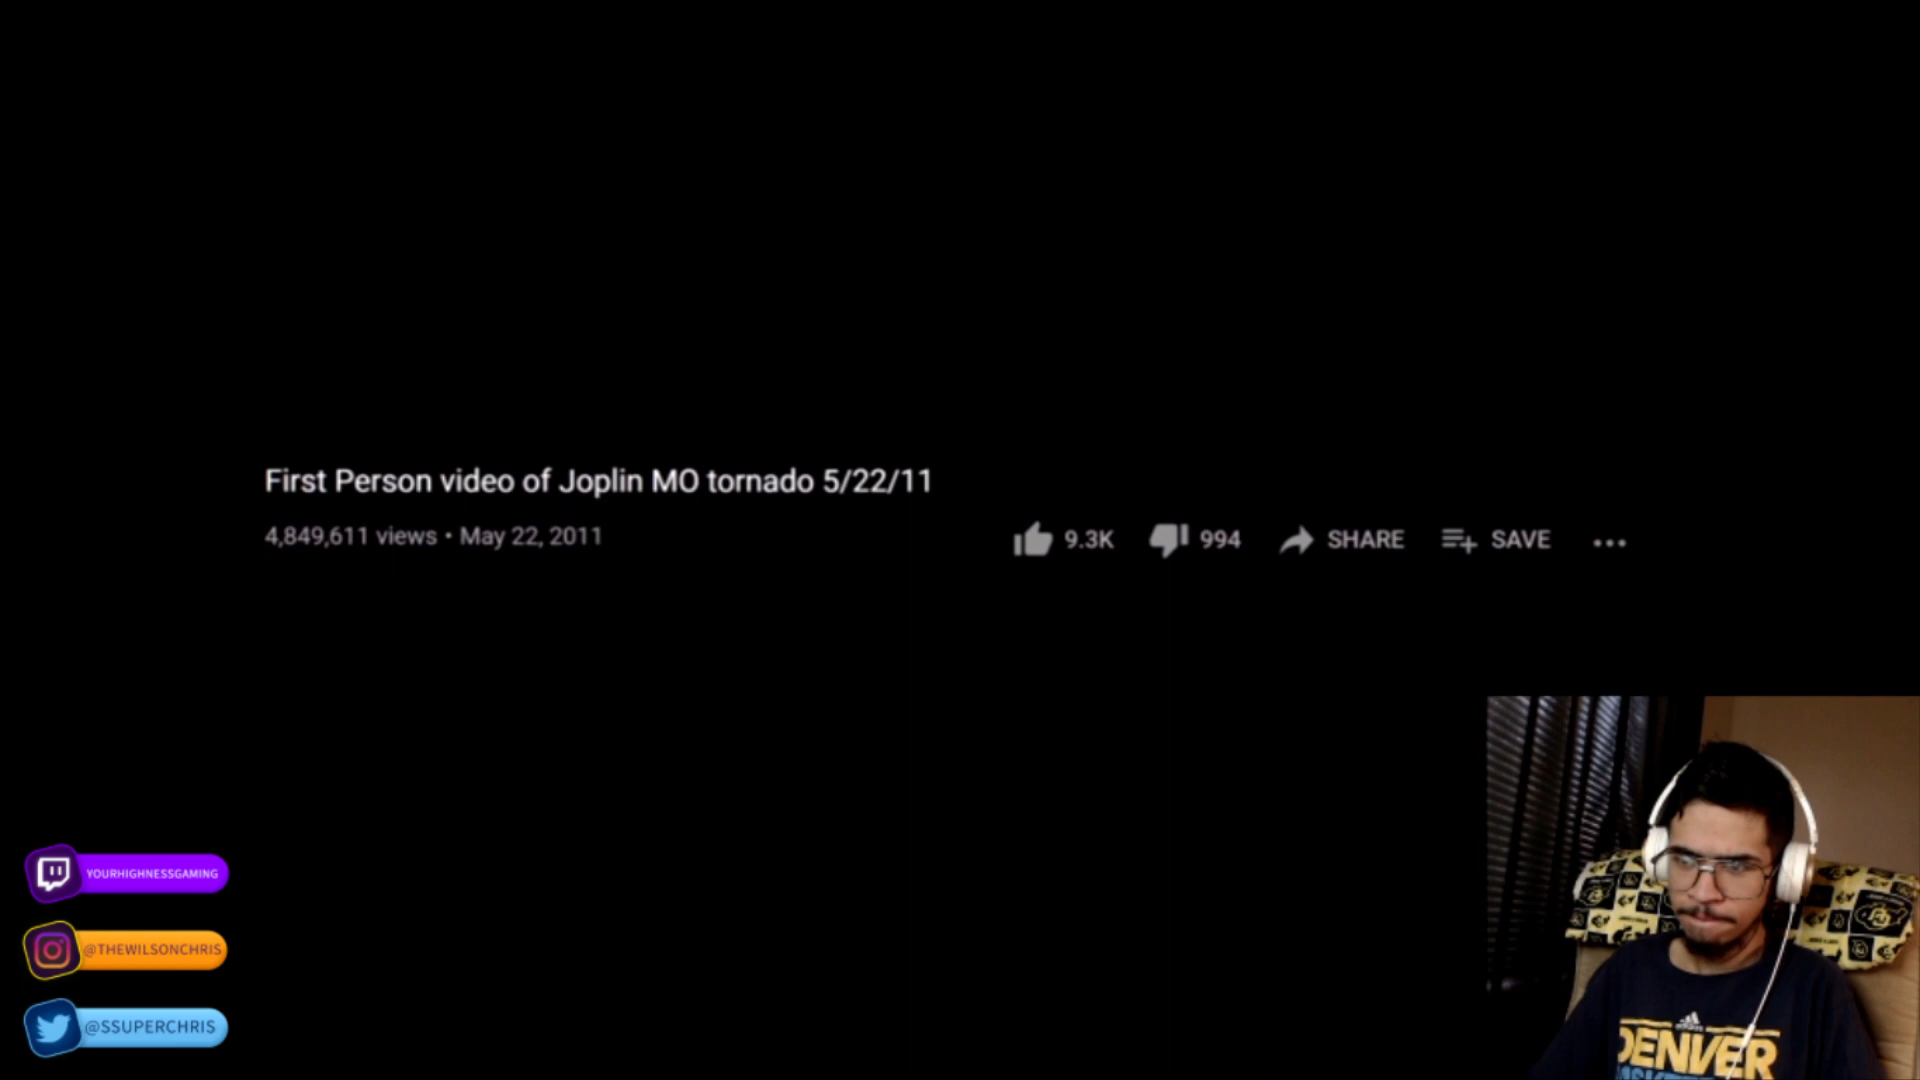 First Person video of Joplin MO tornado 5/22/11
4,849,611 views • May 22, 2011
9.3K 994 SHARE SAVE ...
YOURHIGHNESSGAMING
@THEWILSONCHRIS
@SSUPERCHRIS
adidas
DENVER